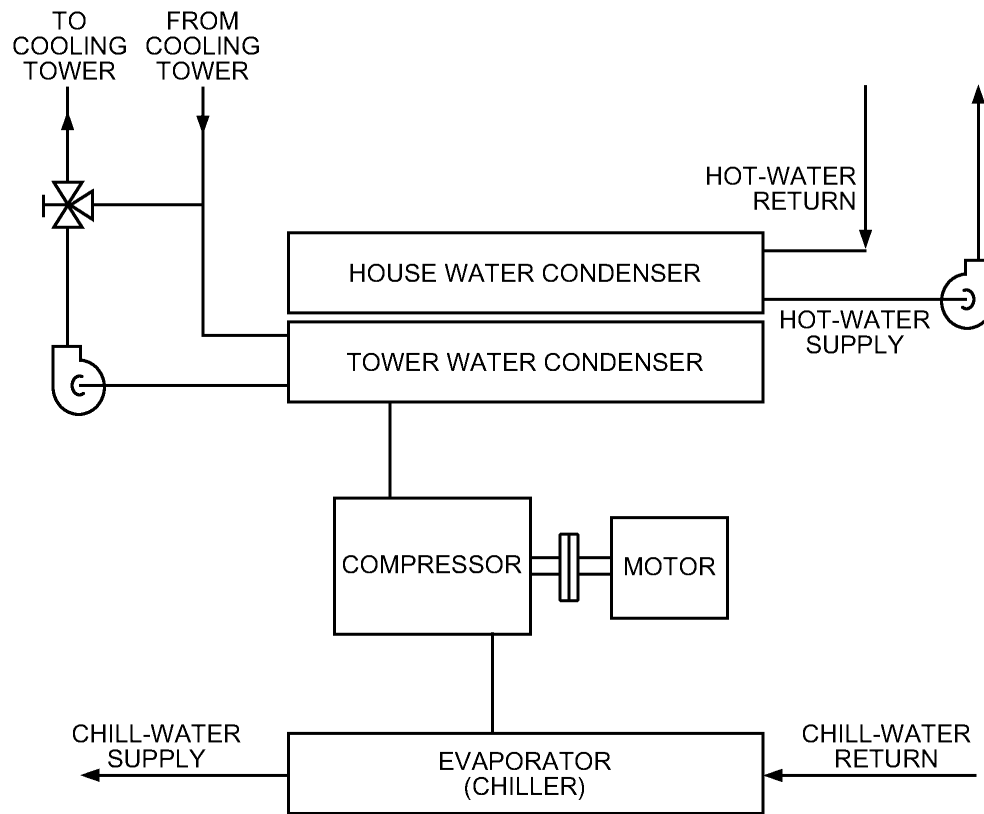 TO
COOLING
TOWER
FROM
COOLING
TOWER
HOT-WATER
RETURN
HOUSE WATER CONDENSER
HOT-WATER
SUPPLY
TOWER WATER CONDENSER
COMPRESSOR
MOTOR
CHILL-WATER
SUPPLY
EVAPORATOR
(CHILLER)
CHILL-WATER
RETURN